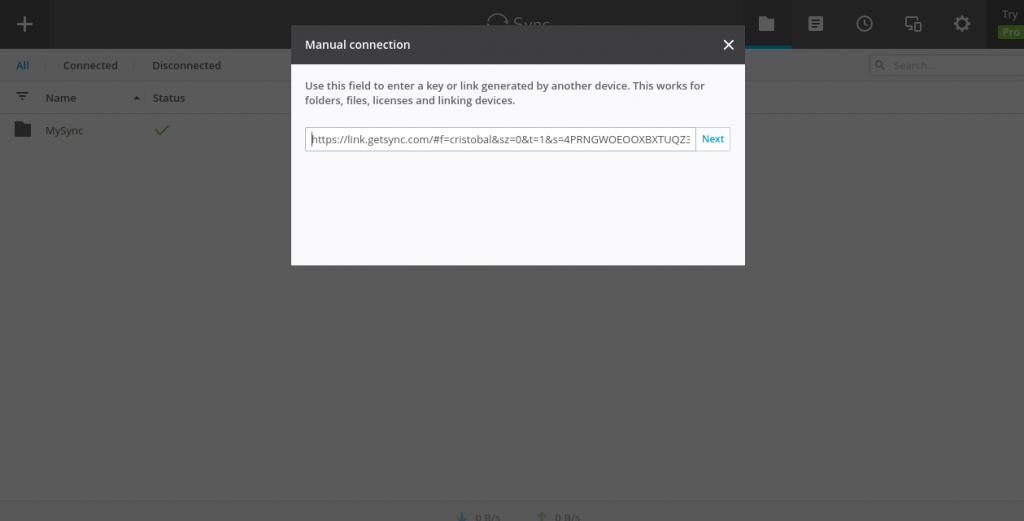 Sync
Try
Pro
Manual connection
All
Connected
Disconnected
Search...
Use this field to enter a key or link generated by another device. This works for
folders, files, licenses and linking devices.
Name
Status
MySync
https://link.getsync.com/#f=cristobal&sz=0&t=1&s=4PRNGWOEOOXBXTUQZ3
Next
0 B/s
0 B/s